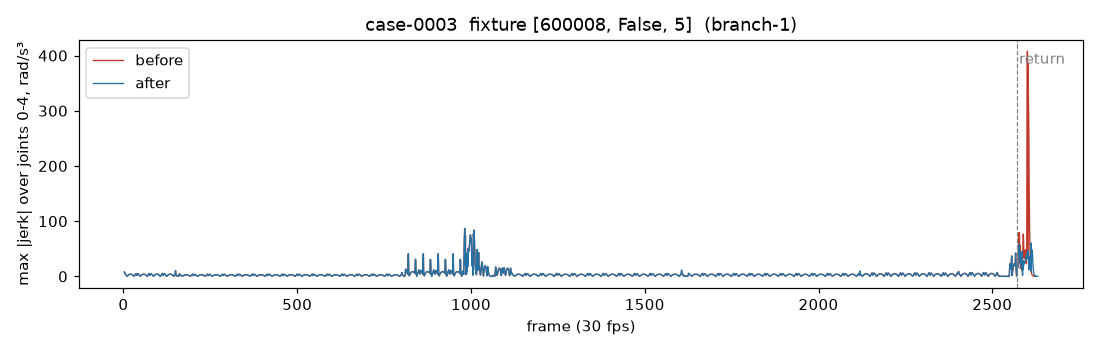 case-0003  fixture [600008, False, 5]  (branch-1)
max |jerk| over joints 0-4, rad/s³
400
300
200
100
0
before
after
return
0
500
1000
1500
2000
2500
frame (30 fps)